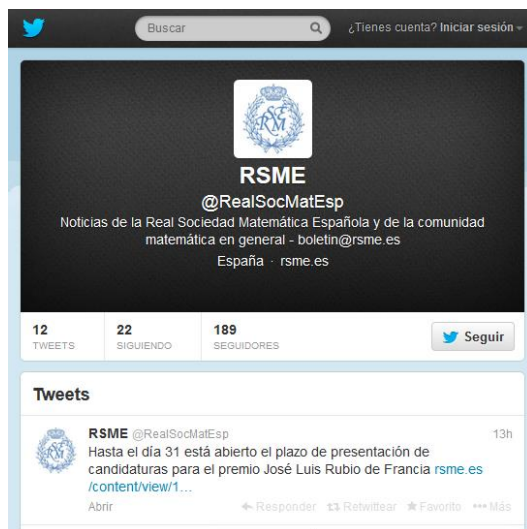 Buscar
¿Tienes cuenta? Iniciar sesión
RSME
@RealSocMatEsp
Noticias de la Real Sociedad Matemática Española y de la comunidad
matemática en general - boletin@rsme.es
España · rsme.es
12 22 189
TWEETS SIGUIENDO SEGUIDORES
Seguir
Tweets
RSME @RealSocMatEsp 13h
Hasta el día 31 está abierto el plazo de presentación de
candidaturas para el premio José Luis Rubio de Francia rsme.es
/content/view/1…
Abrir Responder Retwittear Favorito Más